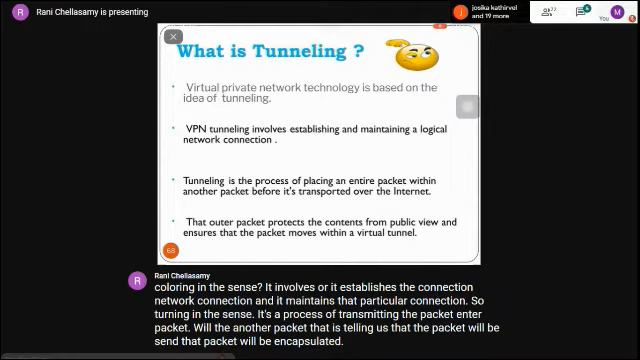 Rani Chellasamy is presenting
josika kathirvel
and 19 more
72
6
You
What is Tunneling ?
• Virtual private network technology is based on the
idea of tunneling.
• VPN tunneling involves establishing and maintaining a logical
network connection .
• Tunneling is the process of placing an entire packet within
another packet before it's transported over the Internet.
• That outer packet protects the contents from public view and
ensures that the packet moves within a virtual tunnel.
68
Rani Chellasamy
coloring in the sense? It involves or it establishes the connection
network connection and it maintains that particular connection. So
turning in the sense. It's a process of transmitting the packet enter
packet. Will the another packet that is telling us that the packet will be
send that packet will be encapsulated.